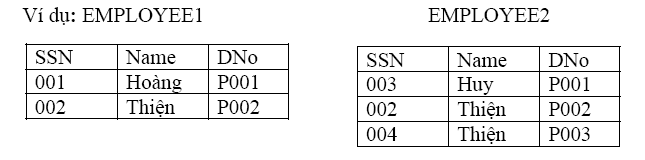 Ví dụ: EMPLOYEE1
SSN Name DNo
001 Hoàng P001
002 Thiện P002
EMPLOYEE2
SSN Name DNo
003 Huy P001
002 Thiện P002
004 Thiện P003